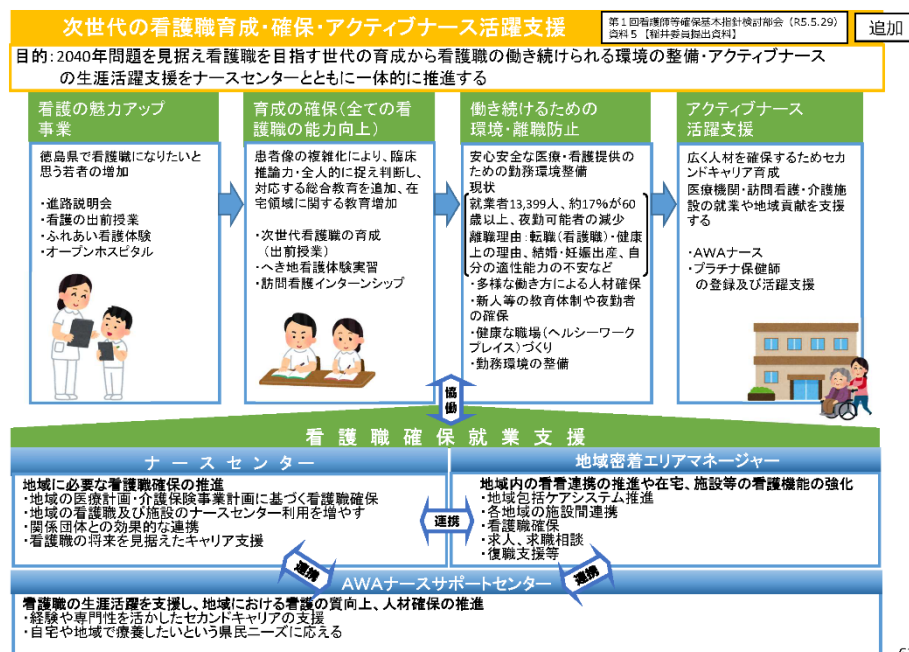 次世代の看護職育成・確保・アクティブナース活躍支援
第1回看護師等確保基本指針検討部会（R5.5.29）
資料5【稲井委員提出資料】
追加
目的：2040年問題を見据え看護職を目指す世代の育成から看護職の働き続けられる環境の整備・アクティブナース
の生涯活躍支援をナースセンターとともに一体的に推進する
看護の魅力アップ
事業
徳島県で看護職になりたいと
思う若者の増加
・進路説明会
・看護の出前授業
・ふれあい看護体験
・オープンホスピタル
育成の確保（全ての看
護職の能力向上）
患者像の複雑化により、臨床
推論力・全人的に捉え判断し、
対応する総合教育を追加、在
宅領域に関する教育増加
・次世代看護職の育成
（出前授業）
・へき地看護体験実習
・訪問看護インターンシップ
働き続けるための
環境・離職防止
安心安全な医療・看護提供の
ための勤務環境整備
現状
就業者13,399人、約17％が60
歳以上、夜勤可能者の減少
離職理由：転職（看護職）・健康
上の理由、結婚・妊娠出産、自
分の適性能力の不安など
・多様な働き方による人材確保
・新人等の教育体制や夜勤者
の確保
・健康な職場（ヘルシーワーク
プレイス）づくり
・勤務環境の整備
アクティブナース
活躍支援
広く人材を確保するためセカ
ンドキャリア育成
医療機関・訪問看護・介護施
設の就業や地域貢献を支援
する
・AWAナース
・プラチナ保健師
の登録及び活躍支援
協働
看護職確保就業支援
ナースセンター
地域に必要な看護職確保の推進
・地域の医療計画・介護保険事業計画に基づく看護職確保
・地域の看護職及び施設のナースセンター利用を増やす
・関係団体との効果的な連携
・看護職の将来を見据えたキャリア支援
連携
地域密着エリアマネージャー
地域内の看看連携の推進や在宅、施設等の看護機能の強化
・地域包括ケアシステム推進
・各地域の施設間連携
・看護職確保
・求人、求職相談
・復職支援等
連携
連携
AWAナースサポートセンター
看護職の生涯活躍を支援し、地域における看護の質向上、人材確保の推進
・経験や専門性を活かしたセカンドキャリアの支援
・自宅や地域で療養したいという県民ニーズに応える